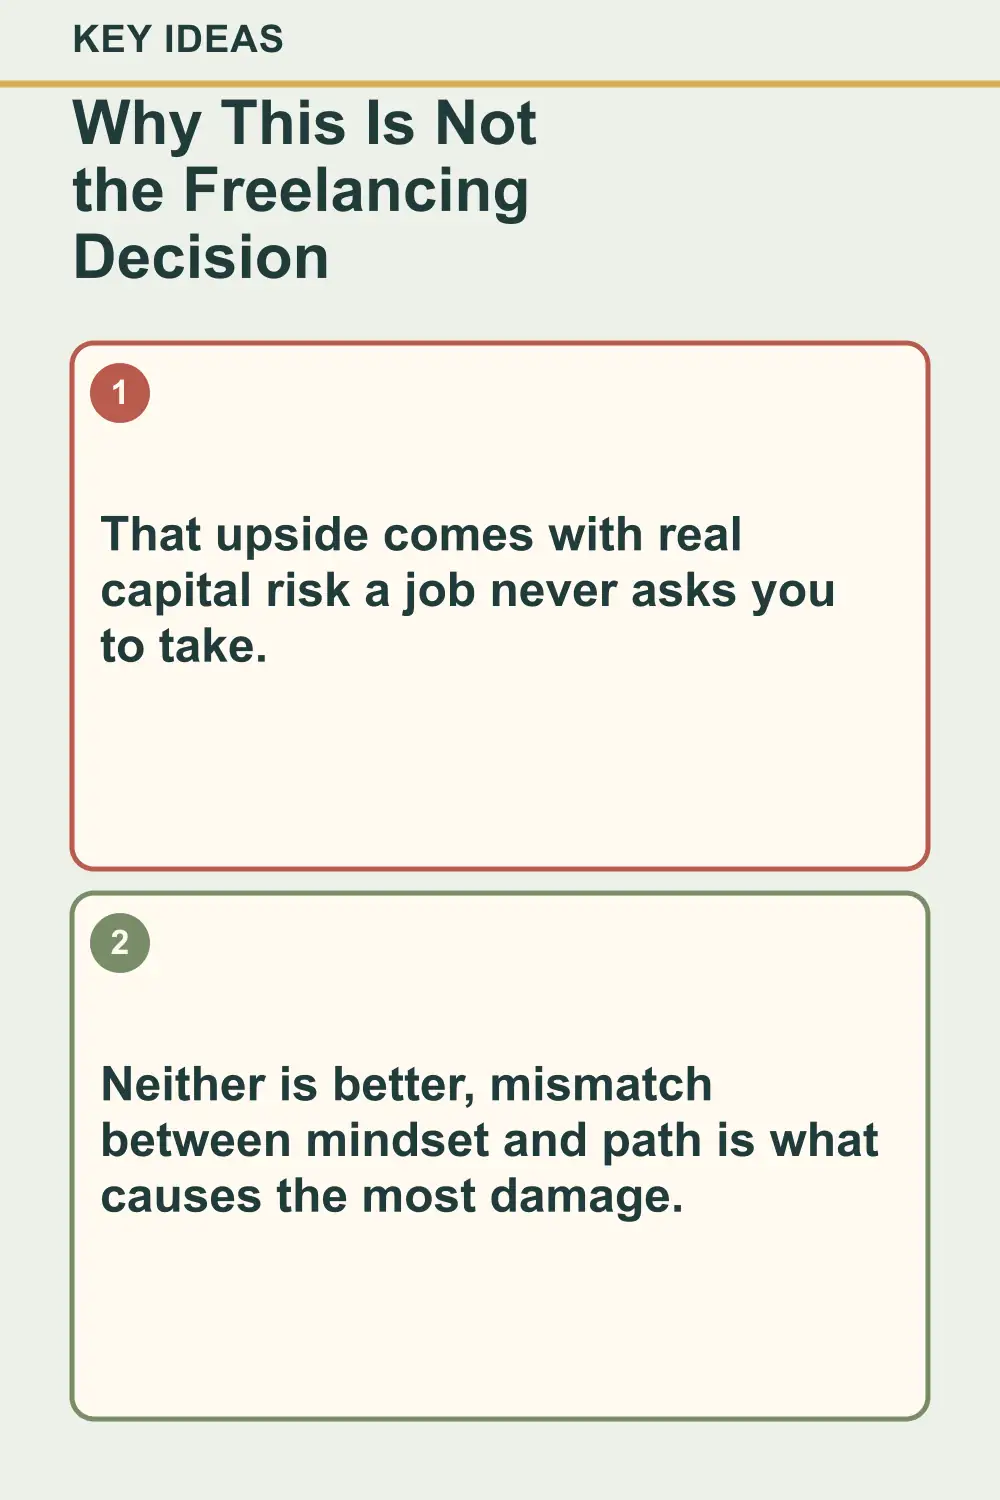 KEY IDEAS
Why This Is Not
the Freelancing
Decision
1
That upside comes with real
capital risk a job never asks you
to take.
2
Neither is better, mismatch
between mindset and path is what
causes the most damage.